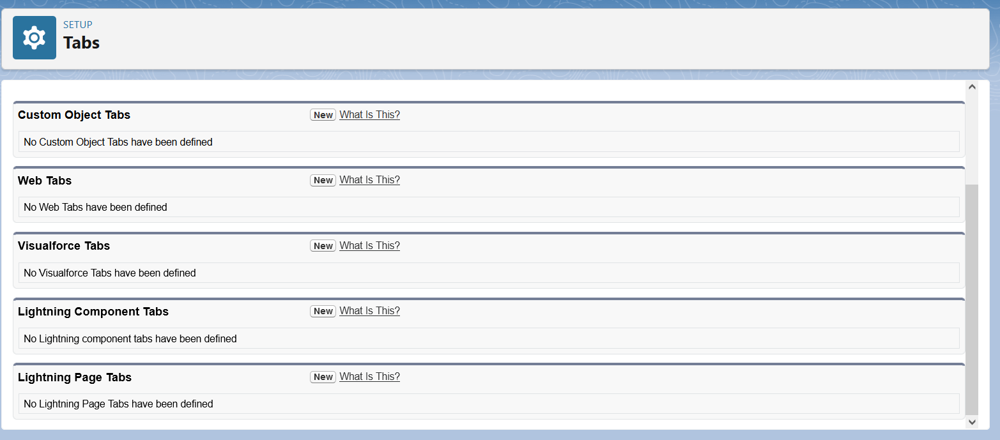 SETUP
Tabs
Custom Object Tabs New What Is This?
No Custom Object Tabs have been defined
Web Tabs New What Is This?
No Web Tabs have been defined
Visualforce Tabs New What Is This?
No Visualforce Tabs have been defined
Lightning Component Tabs New What Is This?
No Lightning component tabs have been defined
Lightning Page Tabs New What Is This?
No Lightning Page Tabs have been defined